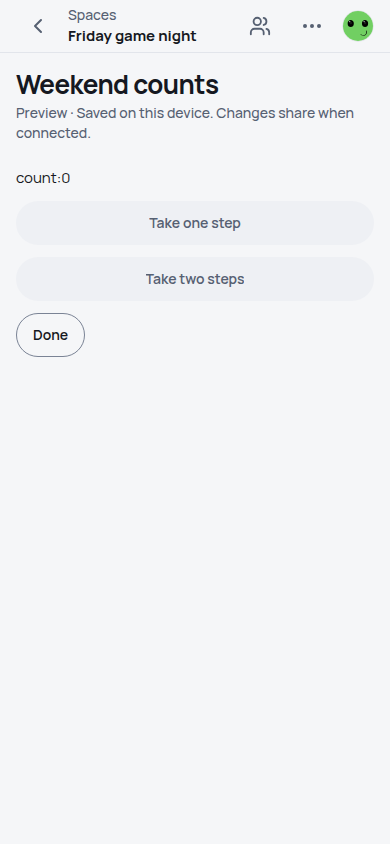 Spaces
Friday game night
Weekend counts
Preview · Saved on this device. Changes share when
connected.
count:0
Take one step
Take two steps
Done